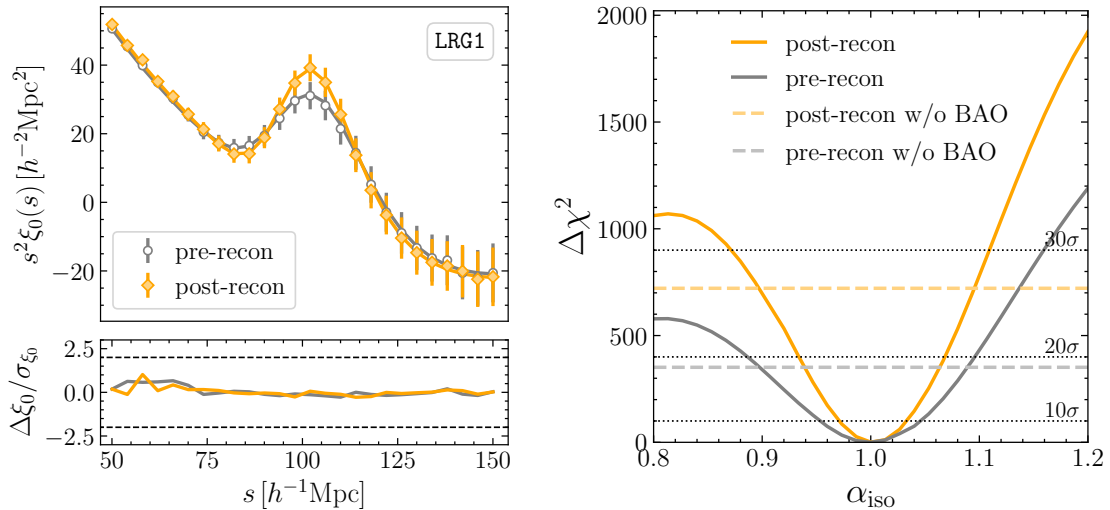 LRG1
s²ξ₀(s) [h⁻²Mpc²]
40
20
0
−20
pre-recon
post-recon
Δξ₀/σ_ξ₀
2.5
0.0
−2.5
50 75 100 125 150
s [h⁻¹Mpc]
Δχ²
2000
1500
1000
500
0
post-recon
pre-recon
post-recon w/o BAO
pre-recon w/o BAO
30σ
20σ
10σ
0.8 0.9 1.0 1.1 1.2
α_iso